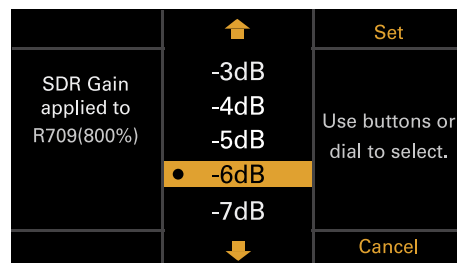 Set
SDR Gain
applied to
R709(800%)
-3dB
-4dB
-5dB
-6dB
-7dB
Use buttons or
dial to select.
Cancel